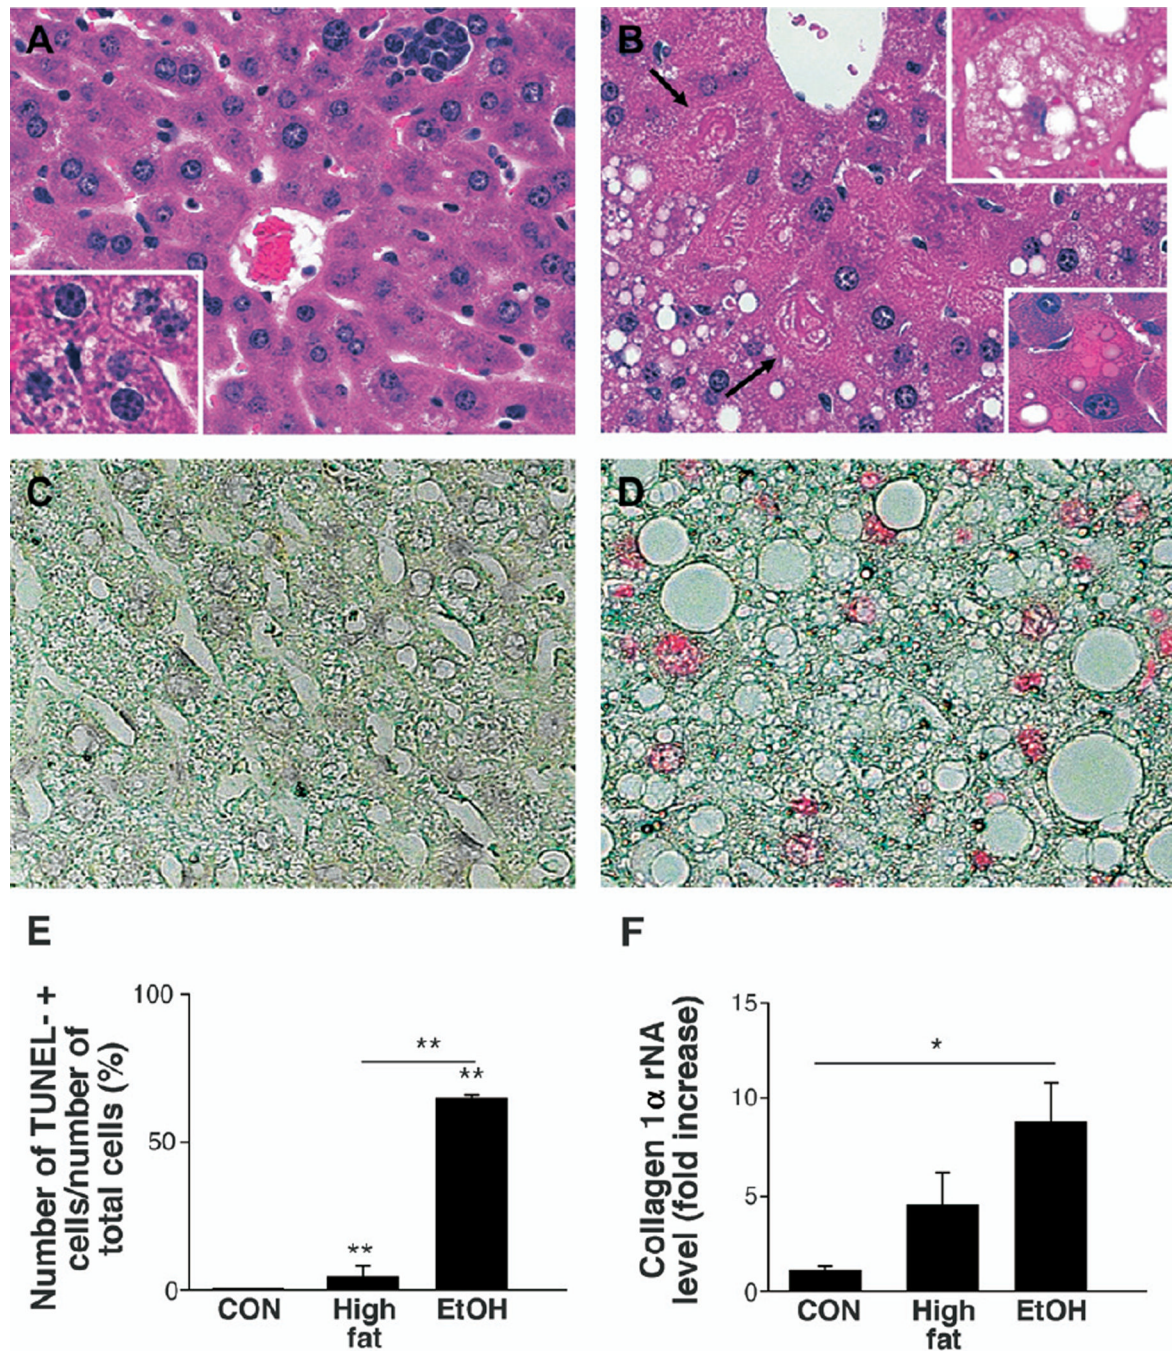 A
B
C
D
E
F
Number of TUNEL- +
cells/number of
total cells (%)
100
50
0
**
**
**
CON
High
fat
EtOH
Collagen 1α rNA
level (fold increase)
15
10
5
0
*
CON
High
fat
EtOH